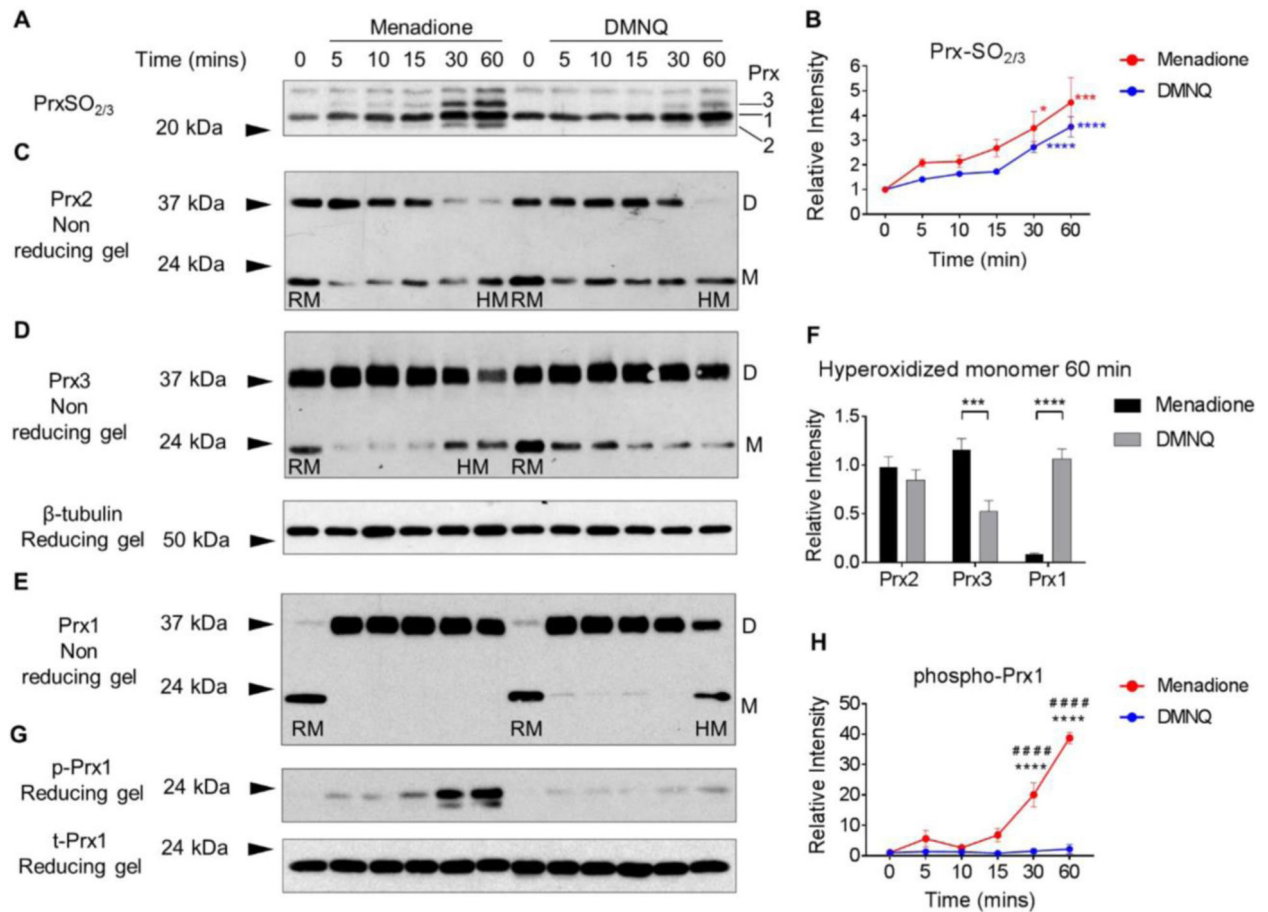 A
Menadione
DMNQ
Time (mins)
0 5 10 15 30 60 0 5 10 15 30 60
Prx
PrxSO2/3
3
1
2
20 kDa
B
Prx-SO2/3
Menadione
DMNQ
Relative Intensity
6
5
4
3
2
1
0
*
***
****
****
0 5 10 15 30 60
Time (min)
C
Prx2
Non
reducing gel
37 kDa
24 kDa
D
M
RM HM RM HM
D
Prx3
Non
reducing gel
37 kDa
24 kDa
D
M
RM HM RM
β-tubulin
Reducing gel
50 kDa
E
Prx1
Non
reducing gel
37 kDa
24 kDa
D
M
RM RM HM
F
Hyperoxidized monomer 60 min
Menadione
DMNQ
Relative Intensity
1.5
1.0
0.5
0.0
***
****
Prx2 Prx3 Prx1
G
p-Prx1
Reducing gel
24 kDa
t-Prx1
Reducing gel
24 kDa
H
phospho-Prx1
Menadione
DMNQ
Relative Intensity
50
40
30
20
10
0
####
****
####
****
0 5 10 15 30 60
Time (mins)